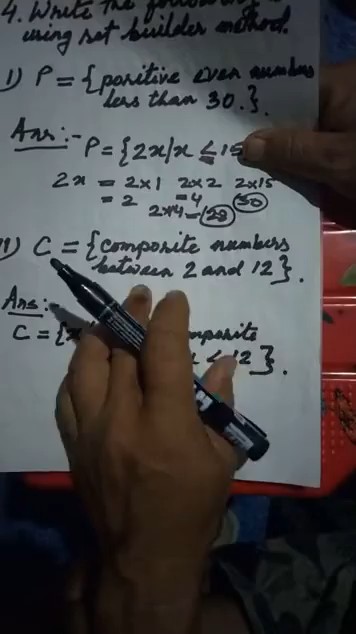 4. Write the following
using set builder method.
I) P = {positive even numbers
less than 30.}.
Ans:-
P = {2x/x ≤ 15
2x = 2x1 2x2 2x15
= 2 = 4 30
2x14 = 28
II) C = {composite numbers
between 2 and 12}.
Ans:
C = {x/ composite
< 12}.